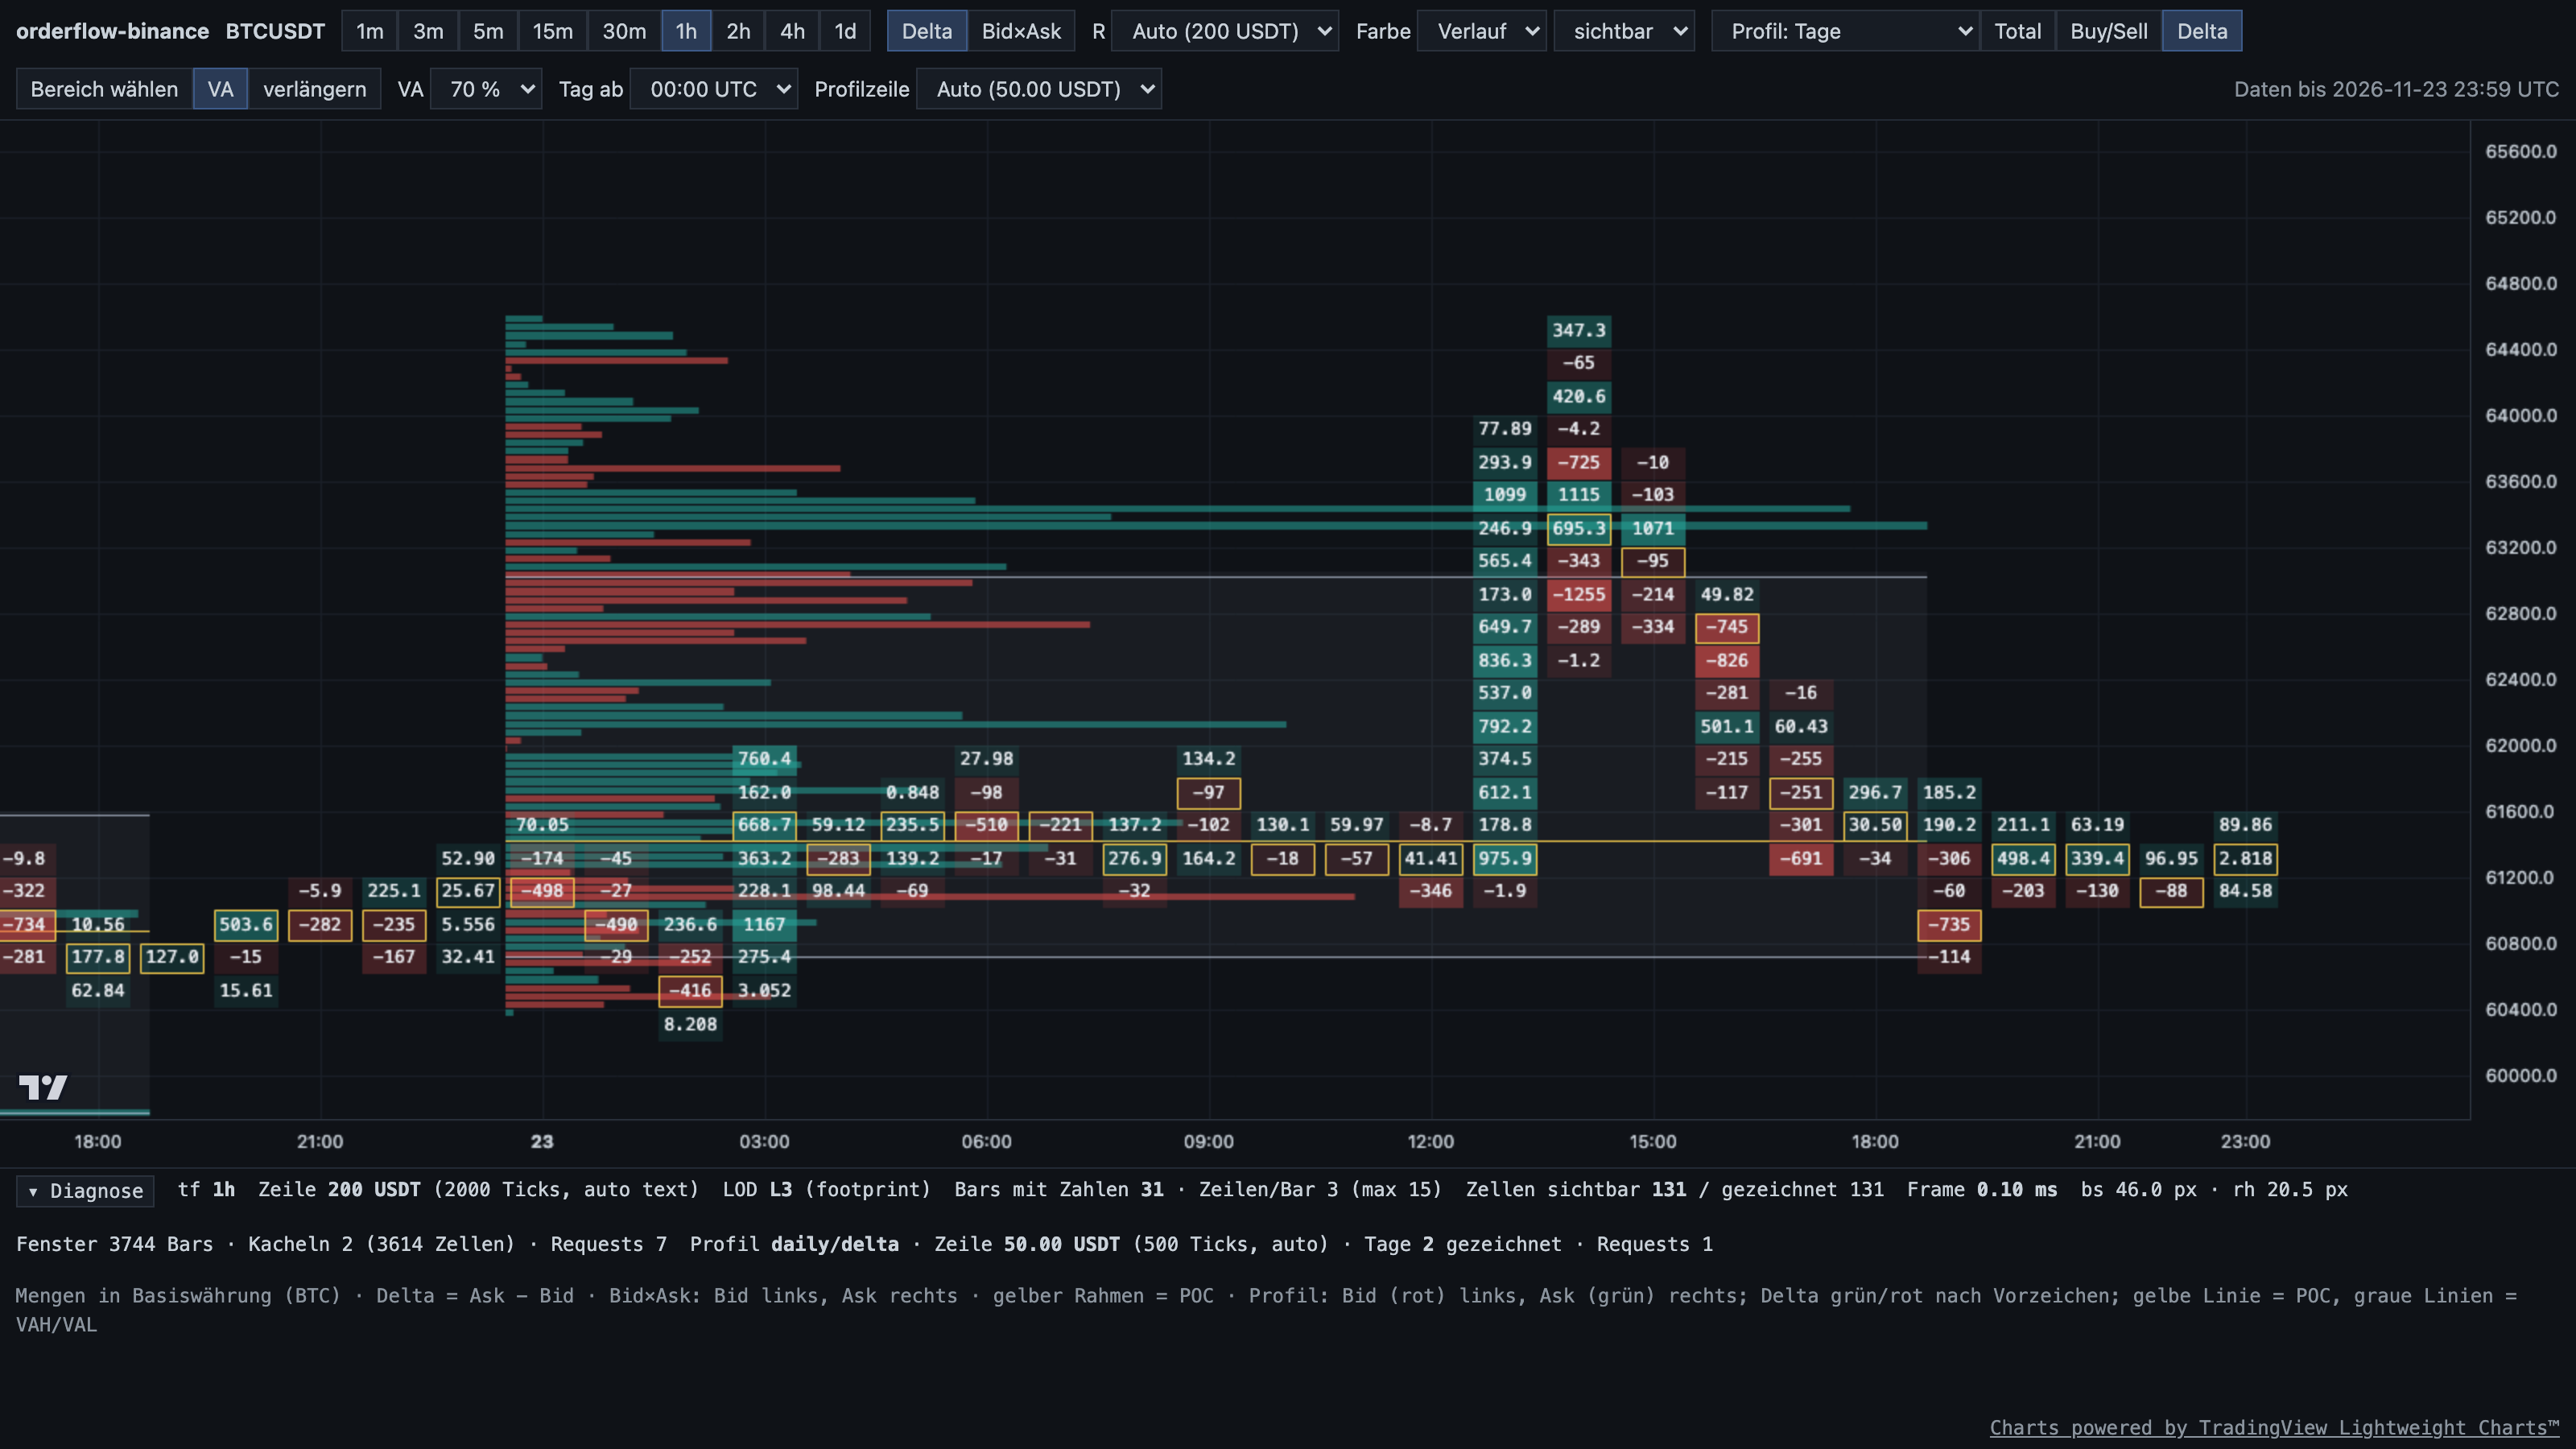 orderflow-binance BTCUSDT 1m 3m 5m 15m 30m 1h 2h 4h 1d Delta Bid×Ask R Auto (200 USDT) Farbe Verlauf sichtbar Profil: Tage Total Buy/Sell Delta
Bereich wählen VA verlängern VA 70 % Tag ab 00:00 UTC Profilzeile Auto (50.00 USDT) Daten bis 2026-11-23 23:59 UTC
65600.0
65200.0
64800.0
347.3
64400.0
−65
420.6
64000.0
77.89 −4.2
293.9 −725 −10
63600.0
1099 1115 −103
246.9 695.3 1071
63200.0
565.4 −343 −95
173.0 −1255 −214 49.82
62800.0
649.7 −289 −334 −745
836.3 −1.2 −826
62400.0
537.0 −281 −16
792.2 501.1 60.43
62000.0
760.4 27.98 134.2 374.5 −215 −255
162.0 0.848 −98 −97 612.1 −117 −251 296.7 185.2
61600.0
70.05 668.7 59.12 235.5 −510 −221 137.2 −102 130.1 59.97 −8.7 178.8 −301 30.50 190.2 211.1 63.19 89.86
−9.8 52.90 −174 −45 363.2 −283 139.2 −17 −31 276.9 164.2 −18 −57 41.41 975.9 −691 −34 −306 498.4 339.4 96.95 2.818
61200.0
−322 −5.9 225.1 25.67 −498 −27 228.1 98.44 −69 −32 −346 −1.9 −60 −203 −130 −88 84.58
−734 10.56 503.6 −282 −235 5.556 −490 236.6 1167 −735
60800.0
−281 177.8 127.0 −15 −167 32.41 −29 −252 275.4 −114
62.84 15.61 −416 3.052
60400.0
8.208
60000.0
18:00 21:00 23 03:00 06:00 09:00 12:00 15:00 18:00 21:00 23:00
▾ Diagnose tf 1h Zeile 200 USDT (2000 Ticks, auto text) LOD L3 (footprint) Bars mit Zahlen 31 · Zeilen/Bar 3 (max 15) Zellen sichtbar 131 / gezeichnet 131 Frame 0.10 ms bs 46.0 px · rh 20.5 px
Fenster 3744 Bars · Kacheln 2 (3614 Zellen) · Requests 7 Profil daily/delta · Zeile 50.00 USDT (500 Ticks, auto) · Tage 2 gezeichnet · Requests 1
Mengen in Basiswährung (BTC) · Delta = Ask − Bid · Bid×Ask: Bid links, Ask rechts · gelber Rahmen = POC · Profil: Bid (rot) links, Ask (grün) rechts; Delta grün/rot nach Vorzeichen; gelbe Linie = POC, graue Linien =
VAH/VAL
Charts powered by TradingView Lightweight Charts™